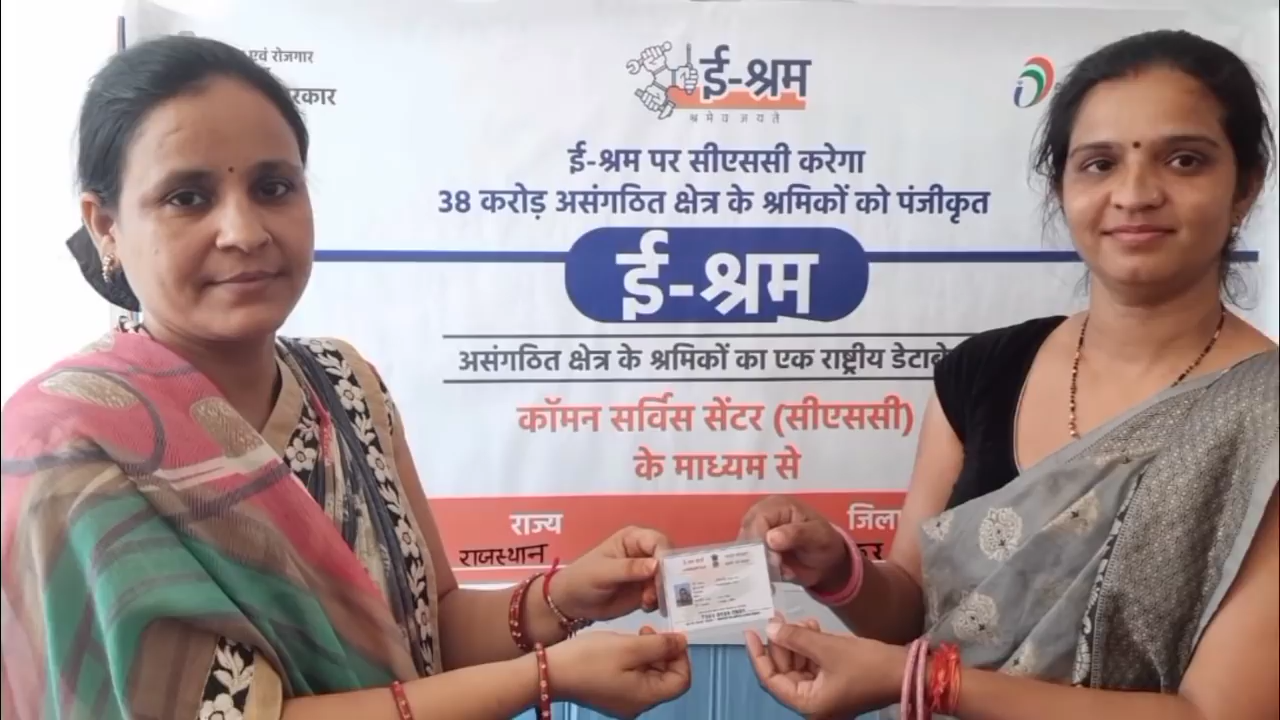 एवं रोजगार
रकार
ई-श्रम
श्रमेव जयते
ई-श्रम पर सीएससी करेगा
38 करोड़ असंगठित क्षेत्र के श्रमिकों को पंजीकृत
ई-श्रम
असंगठित क्षेत्र के श्रमिकों का एक राष्ट्रीय डेटाबे
कॉमन सर्विस सेंटर (सीएससी)
के माध्यम से
राज्य
जिला
राजस्थान